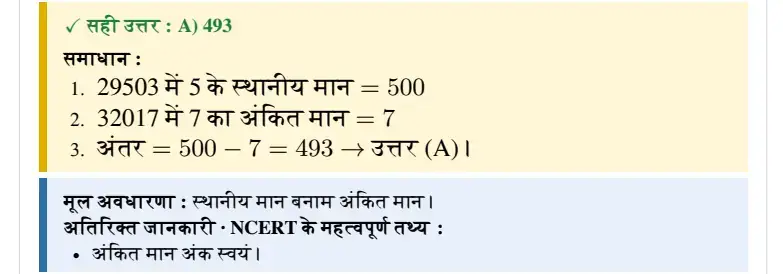 ✓ सही उत्तर : A) 493
समाधान :
1. 29503 में 5 के स्थानीय मान = 500
2. 32017 में 7 का अंकित मान = 7
3. अंतर = 500 − 7 = 493 → उत्तर (A)।
मूल अवधारणा : स्थानीय मान बनाम अंकित मान।
अतिरिक्त जानकारी · NCERT के महत्वपूर्ण तथ्य :
• अंकित मान अंक स्वयं।